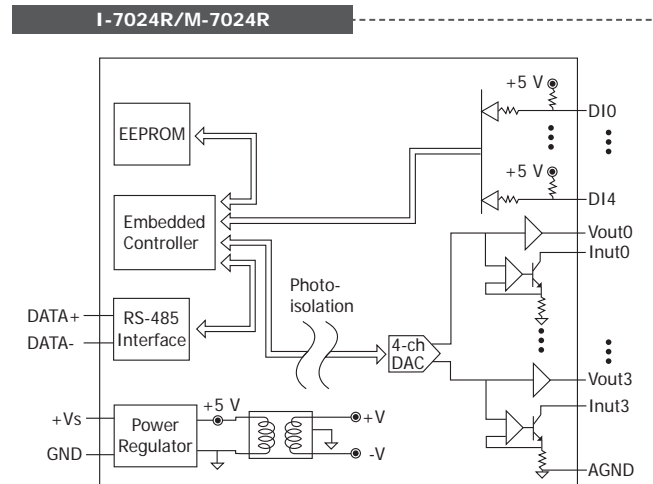 I-7024R/M-7024R
+5 V
DI0
EEPROM
+5 V
DI4
Embedded
Controller
Vout0
Inut0
Photo-
isolation
DATA+
DATA-
RS-485
Interface
4-ch
DAC
Vout3
Inut3
+Vs
GND
Power
Regulator
+5 V
+V
-V
AGND